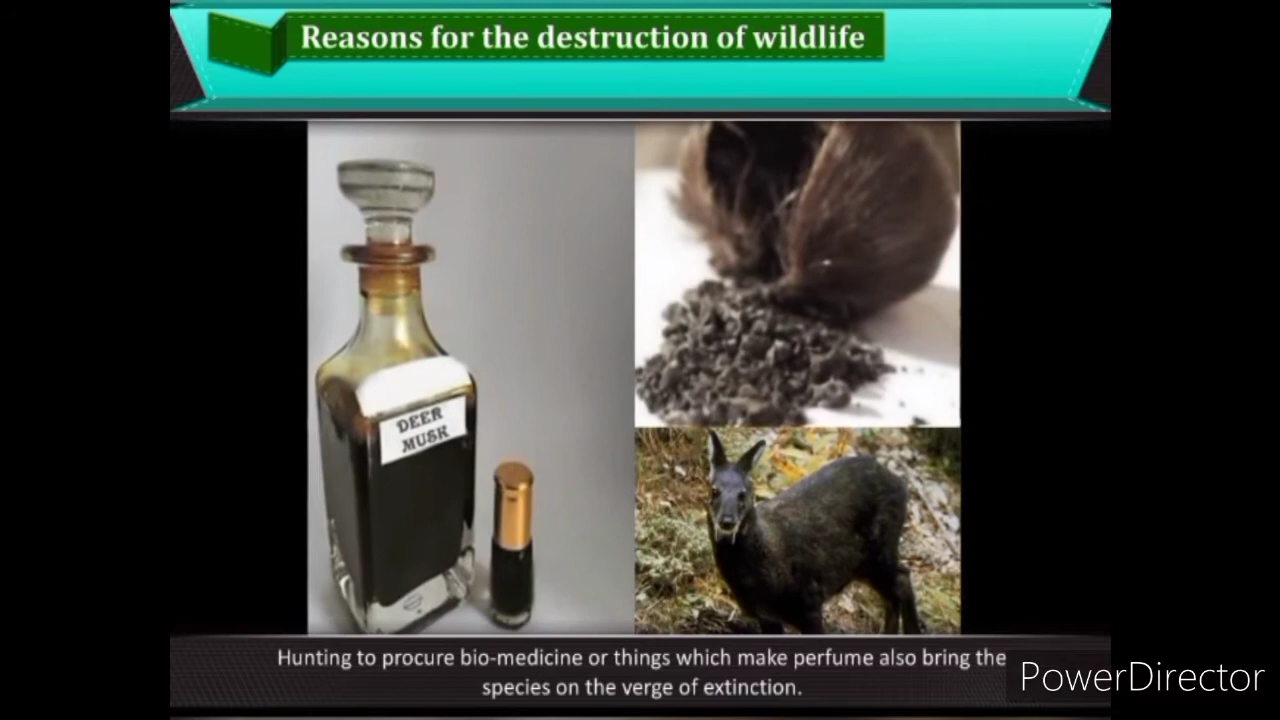 Reasons for the destruction of wildlife
DEER
MUSK
Hunting to procure bio-medicine or things which make perfume also bring the
species on the verge of extinction.
PowerDirector